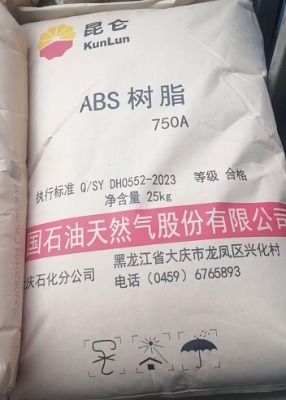 昆仑
KunLun
ABS 树脂
750A
执行标准 Q/SY DH0552-2023 等级 合格
净含量 25kg
国石油天然气股份有限公司
庆石化分公司
黑龙江省大庆市龙凤区兴化村
电话（0459）6765893